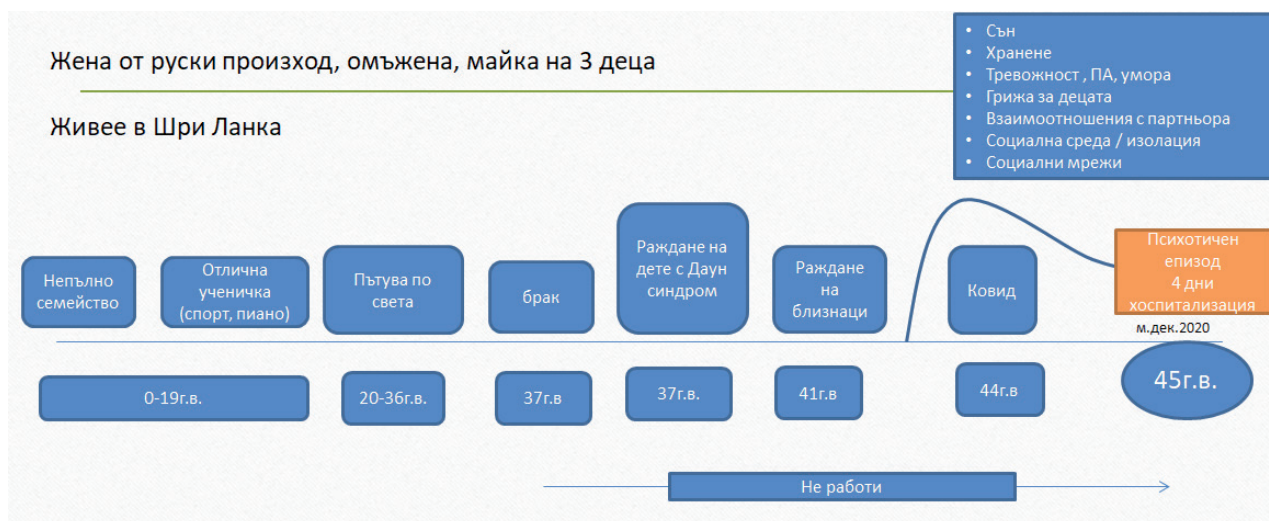 Жена от руски произход, омъжена, майка на 3 деца
Живее в Шри Ланка
• Сън
• Хранене
• Тревожност , ПА, умора
• Грижа за децата
• Взаимоотношения с партньора
• Социална среда / изолация
• Социални мрежи
Непълно
семейство
Отлична
ученичка
(спорт, пиано)
Пътува по
света
брак
Раждане на
дете с Даун
синдром
Раждане
на
близнаци
Ковид
Психотичен
епизод
4 дни
хоспитализация
м.дек.2020
0-19г.в.
20-36г.в.
37г.в
37г.в.
41г.в
44г.в
45г.в.
Не работи